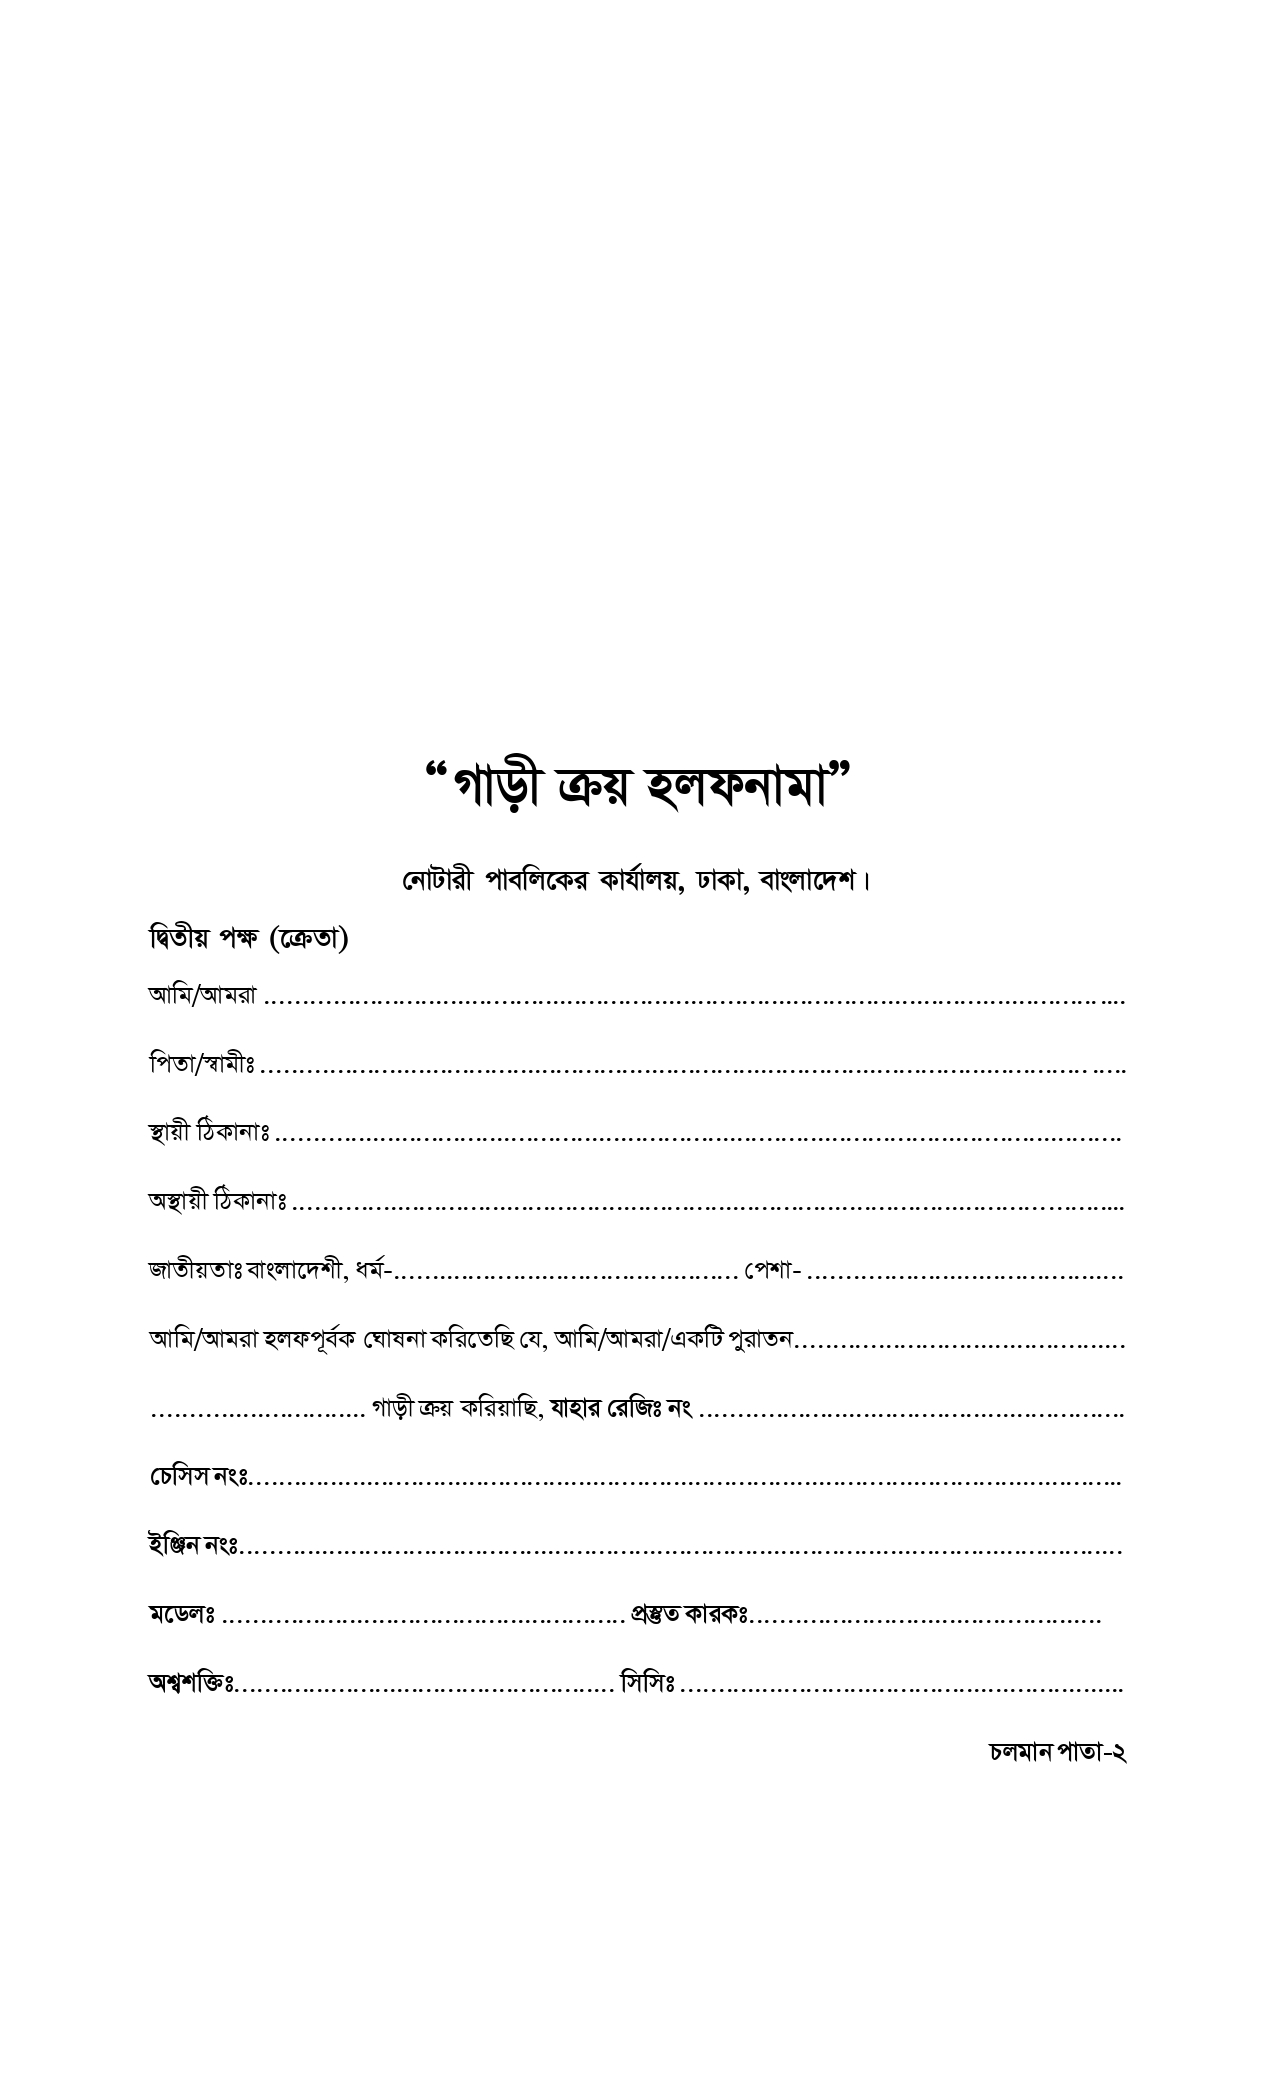 “গাড়ী ক্রয় হলফনামা”
নোটারী পাবলিকের কার্যালয়, ঢাকা, বাংলাদেশ।
দ্বিতীয় পক্ষ (ক্রেতা)
আমি/আমরা ........................................................................................................
পিতা/স্বামীঃ ........................................................................................................
স্থায়ী ঠিকানাঃ ......................................................................................................
অস্থায়ী ঠিকানাঃ ....................................................................................................
জাতীয়তাঃ বাংলাদেশী, ধর্ম-.......................................... পেশা- ......................................
আমি/আমরা হলফপূর্বক ঘোষনা করিতেছি যে, আমি/আমরা/একটি পুরাতন........................................
.......................... গাড়ী ক্রয় করিয়াছি, যাহার রেজিঃ নং ...................................................
চেসিস নংঃ.........................................................................................................
ইঞ্জিন নংঃ..........................................................................................................
মডেলঃ ................................................. প্রস্তুত কারকঃ..........................................
অশ্বশক্তিঃ.............................................. সিসিঃ .....................................................
চলমান পাতা-২